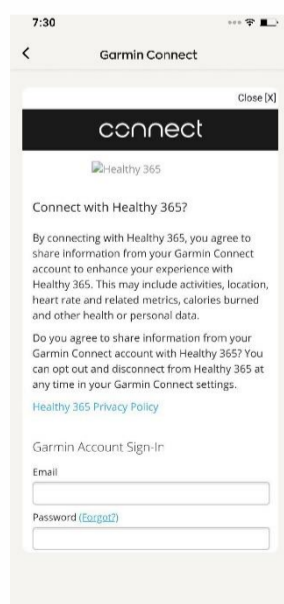 7:30
Garmin Connect
Close [X]
connect
Healthy 365
Connect with Healthy 365?
By connecting with Healthy 365, you agree to
share information from your Garmin Connect
account to enhance your experience with
Healthy 365. This may include activities, location,
heart rate and related metrics, calories burned
and other health or personal data.
Do you agree to share information from your
Garmin Connect account with Healthy 365? You
can opt out and disconnect from Healthy 365 at
any time in your Garmin Connect settings.
Healthy 365 Privacy Policy
Garmin Account Sign-In
Email
Password (Forgot?)